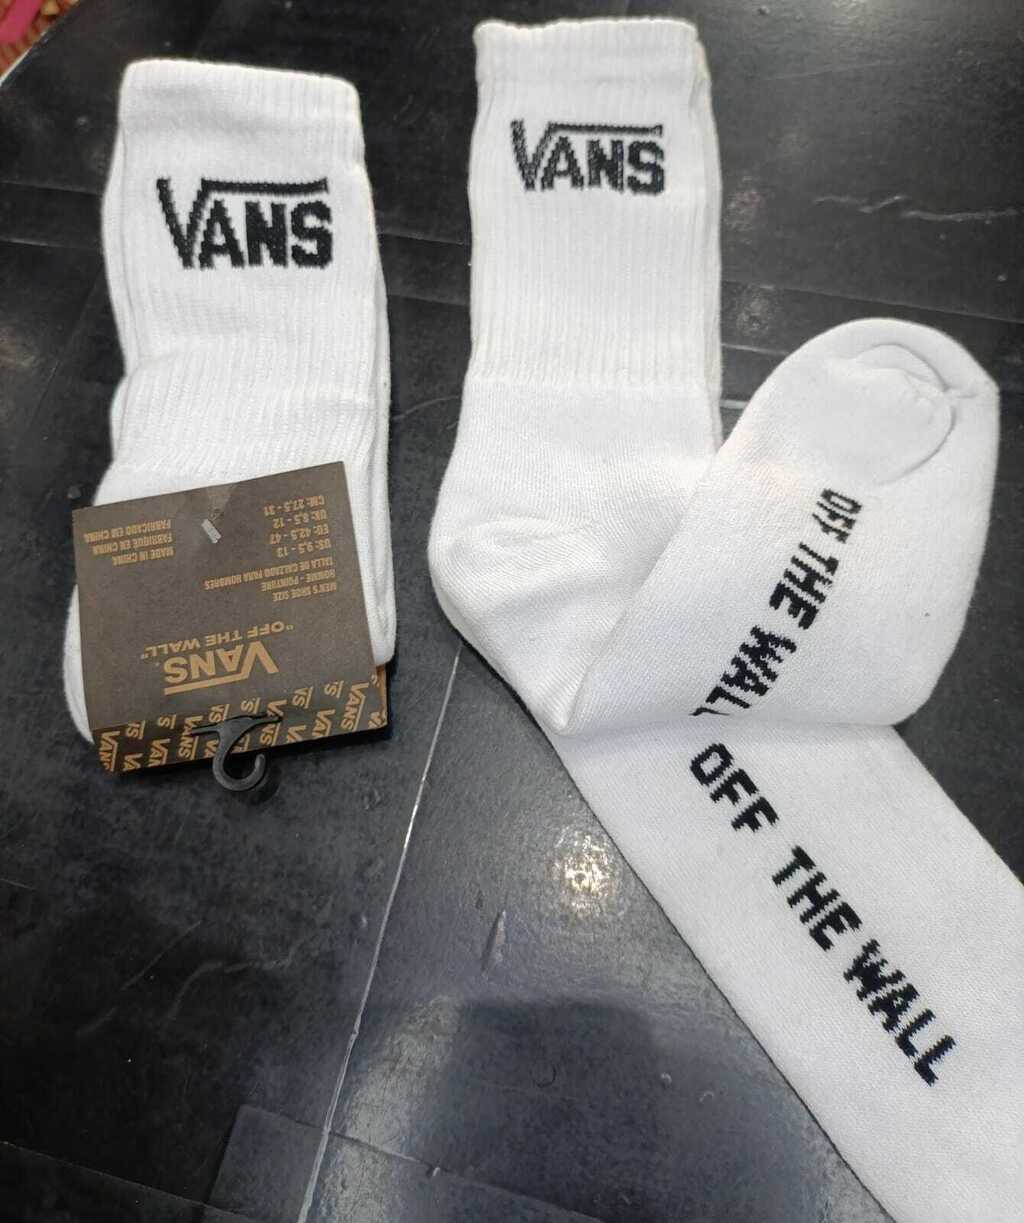 VANS
VANS
VANS
"OFF THE WALL"
MEN'S SHOE SIZE
HOMME - POINTURE
TALLA DE CALZADO PARA HOMBRES
US: 9,5 - 13
EU: 42,5 - 47
UK: 8,5 - 12
CM: 27,5 - 31
MADE IN CHINA
FABRIQUÉ EN CHINA
FABRICADO EM CHINA
OFF THE WALL
OFF THE WALL